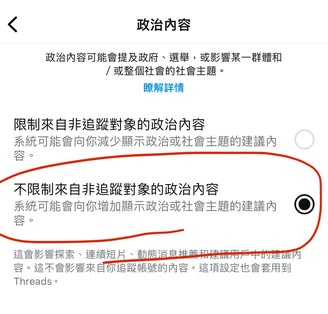 政治內容
政治內容可能會提及政府、選舉，或影響某一群體和
/ 或整個社會的社會主題。
瞭解詳情
限制來自非追蹤對象的政治內容
系統可能會向你減少顯示政治或社會主題的建議內
容。
不限制來自非追蹤對象的政治內容
系統可能會向你增加顯示政治或社會主題的建議內
容。
這會影響探索、連續短片、動態消息推薦和建議用戶中的建議內
容。這不會影響來自你追蹤帳號的內容。這項設定也會套用到
Threads。